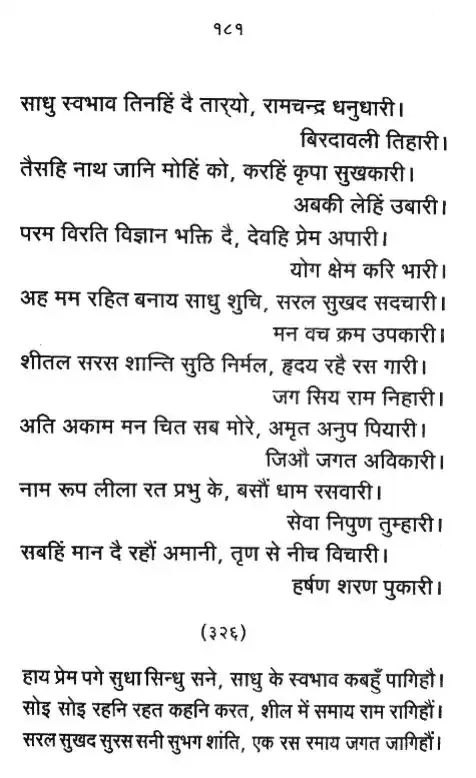 १८१
साधु स्वभाव तिनहिं दै तार्‌यो, रामचन्द्र धनुधारी।
बिरदावली तिहारी।
तैसहि नाथ जानि मोहिं को, करहिं कृपा सुखकारी।
अबकी लेहिं उबारी।
परम विरति विज्ञान भक्ति दै, देवहि प्रेम अपारी।
योग क्षेम करि भारी।
अह मम रहित बनाय साधु शुचि, सरल सुखद सदचारी।
मन वच क्रम उपकारी।
शीतल सरस शान्ति सुठि निर्मल, हृदय रहै रस गारी।
जग सिय राम निहारी।
अति अकाम मन चित सब मोरे, अमृत अनुप पियारी।
जिऔ जगत अविकारी।
नाम रूप लीला रत प्रभु के, बसौं धाम रसवारी।
सेवा निपुण तुम्हारी।
सबहिं मान दै रहौं अमानी, तृण से नीच विचारी।
हर्षण शरण पुकारी।
(३२६)
हाय प्रेम पगे सुधा सिन्धु सने, साधु के स्वभाव कबहुँ पागिहौ।
सोइ सोइ रहनि रहत कहनि करत, शील में समाय राम रागिहौं।
सरल सुखद सुरस सनी सुभग शांति, एक रस रमाय जगत जागिहौं।